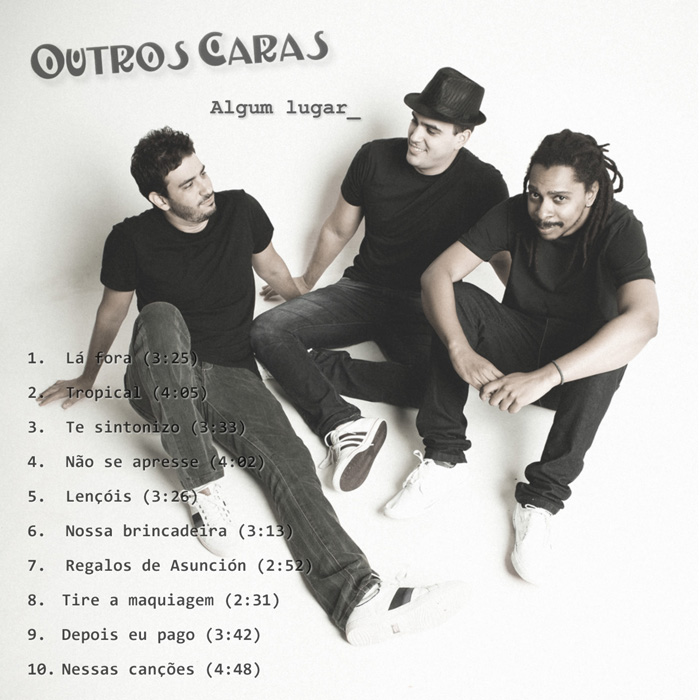 Outros Caras
Algum lugar_
1. Lá fora (3:25)
2. Tropical (4:05)
3. Te sintonizo (3:33)
4. Não se apresse (4:02)
5. Lençóis (3:26)
6. Nossa brincadeira (3:13)
7. Regalos de Asunción (2:52)
8. Tire a maquiagem (2:31)
9. Depois eu pago (3:42)
10. Nessas canções (4:48)